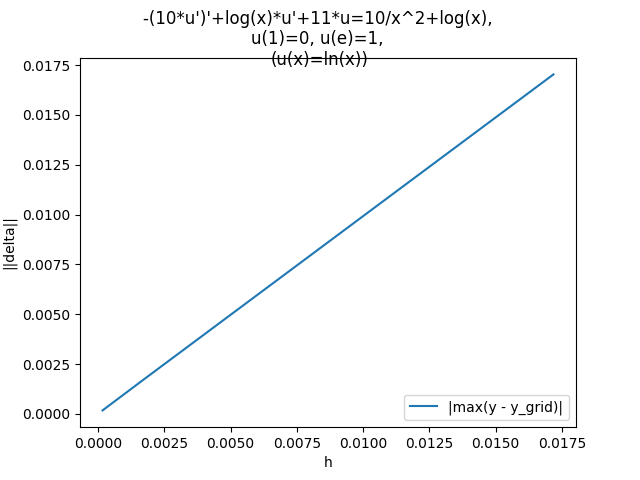 -(10*u')'+log(x)*u'+11*u=10/x^2+log(x),
u(1)=0, u(e)=1,
(u(x)=ln(x))
0.0175
0.0150
0.0125
0.0100
0.0075
0.0050
0.0025
0.0000
||delta||
|max(y - y_grid)|
0.0000 0.0025 0.0050 0.0075 0.0100 0.0125 0.0150 0.0175
h